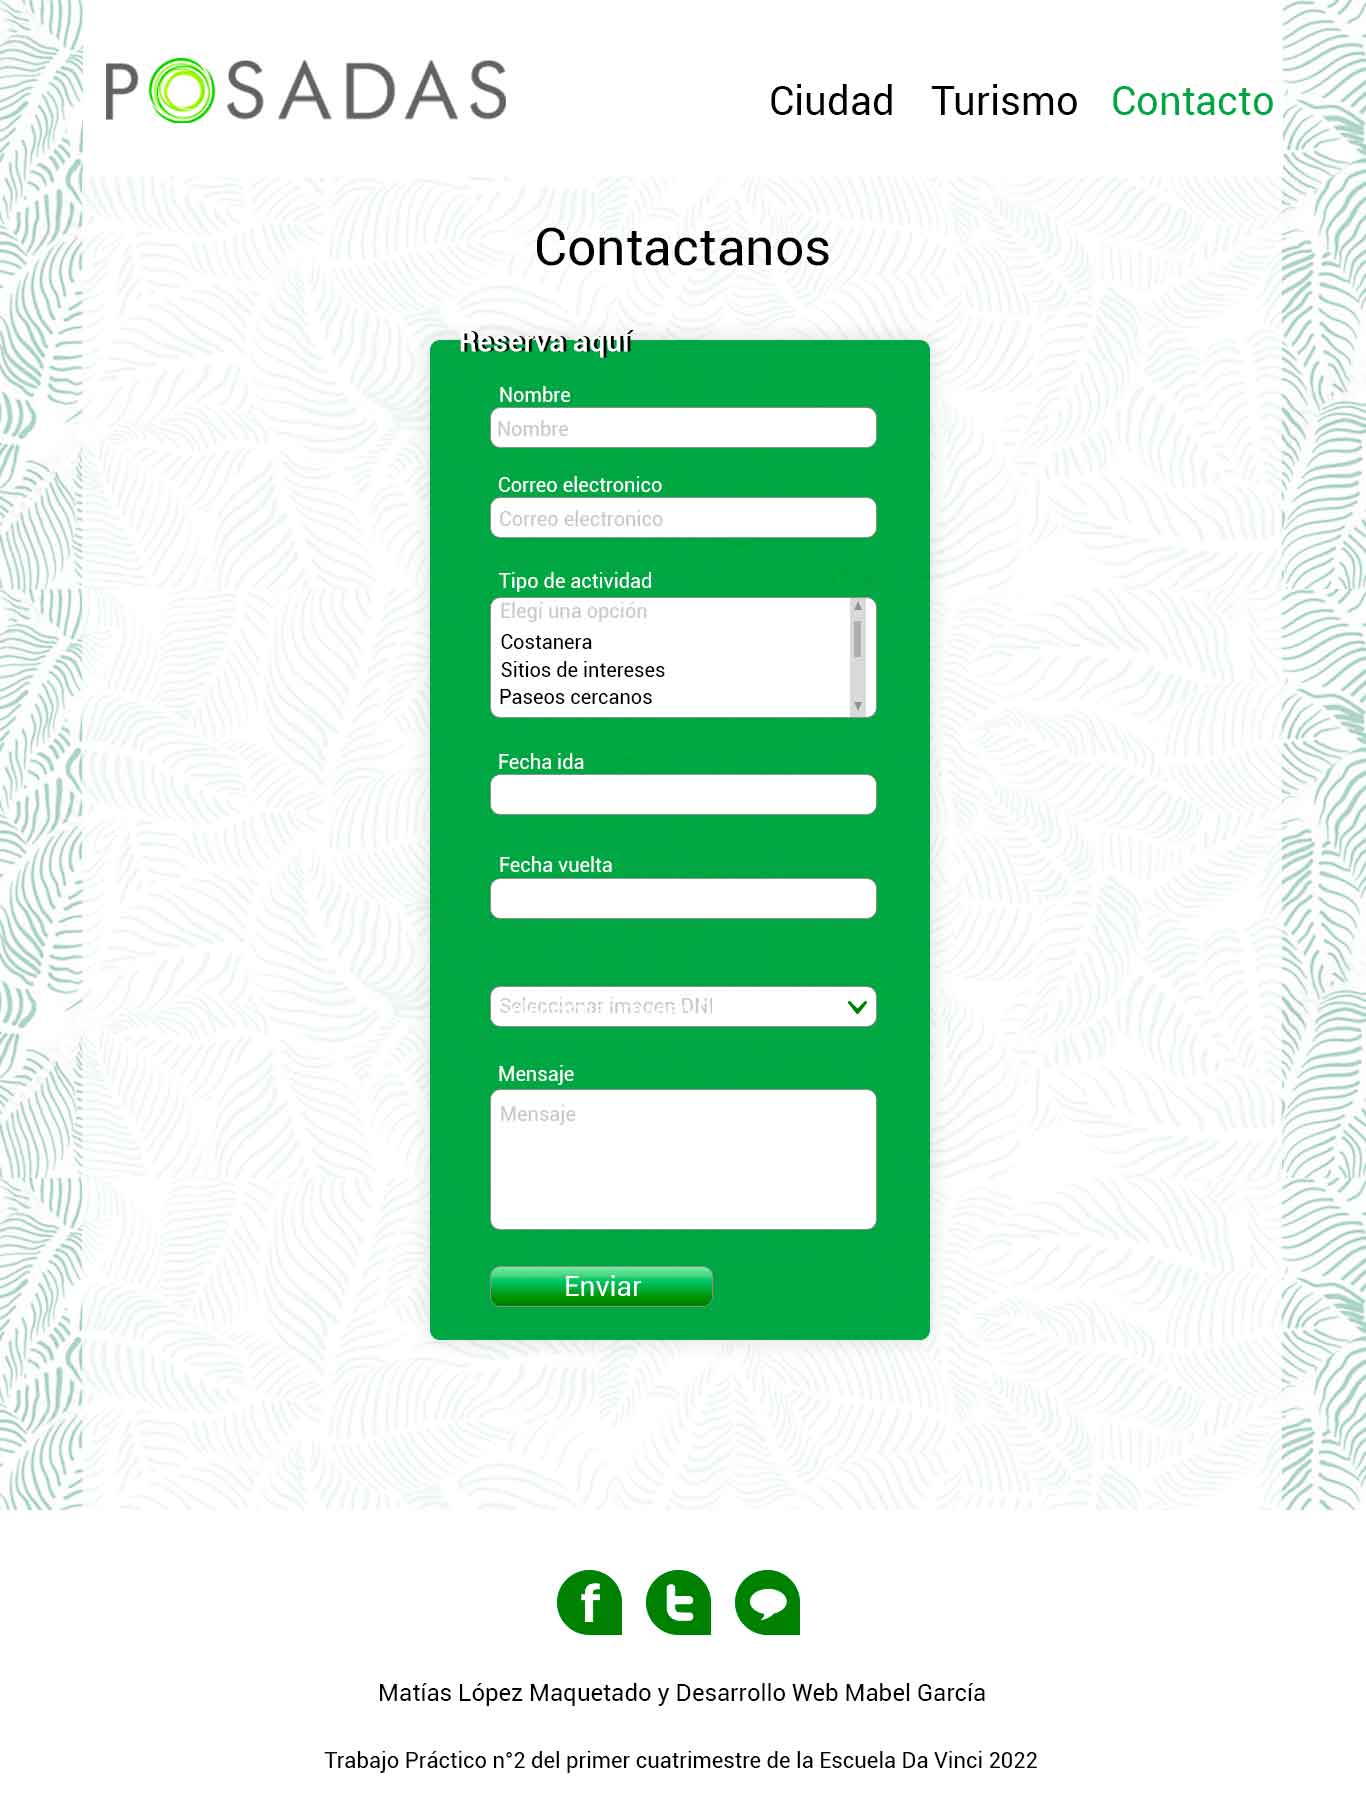 POSADAS
Ciudad Turismo Contacto
Contactanos
Reserva aquí
Nombre
Nombre
Correo electronico
Correo electronico
Tipo de actividad
Elegí una opción
Costanera
Sitios de intereses
Paseos cercanos
Fecha ida
Fecha vuelta
Seleccionar imagen DNI
Mensaje
Mensaje
Enviar
Matías López Maquetado y Desarrollo Web Mabel García
Trabajo Práctico n°2 del primer cuatrimestre de la Escuela Da Vinci 2022